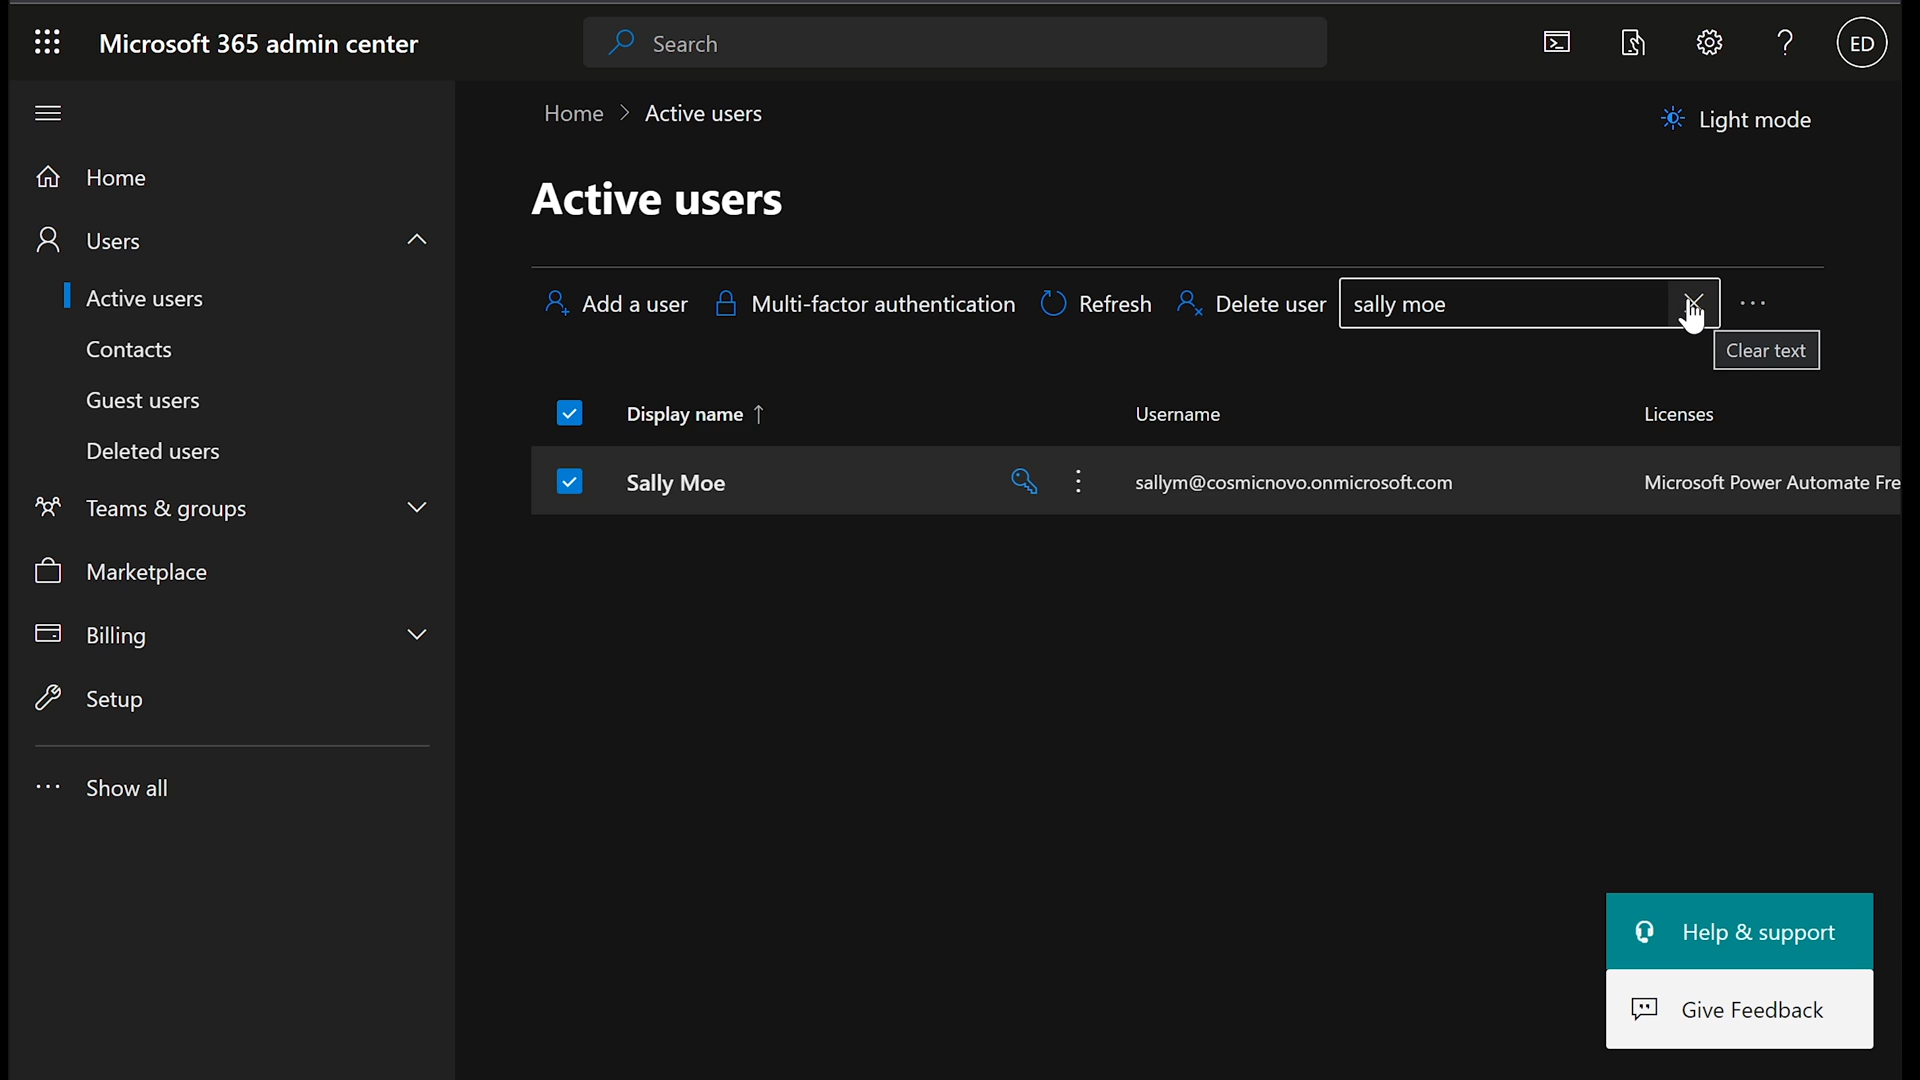 Microsoft 365 admin center
Search
ED
Home > Active users
Light mode
Home
Users
Active users
Contacts
Guest users
Deleted users
Teams & groups
Marketplace
Billing
Setup
Show all
Active users
Add a user
Multi-factor authentication
Refresh
Delete user
sally moe
Clear text
Display name ↑
Username
Licenses
Sally Moe
sallym@cosmicnovo.onmicrosoft.com
Microsoft Power Automate Fre
Help & support
Give Feedback